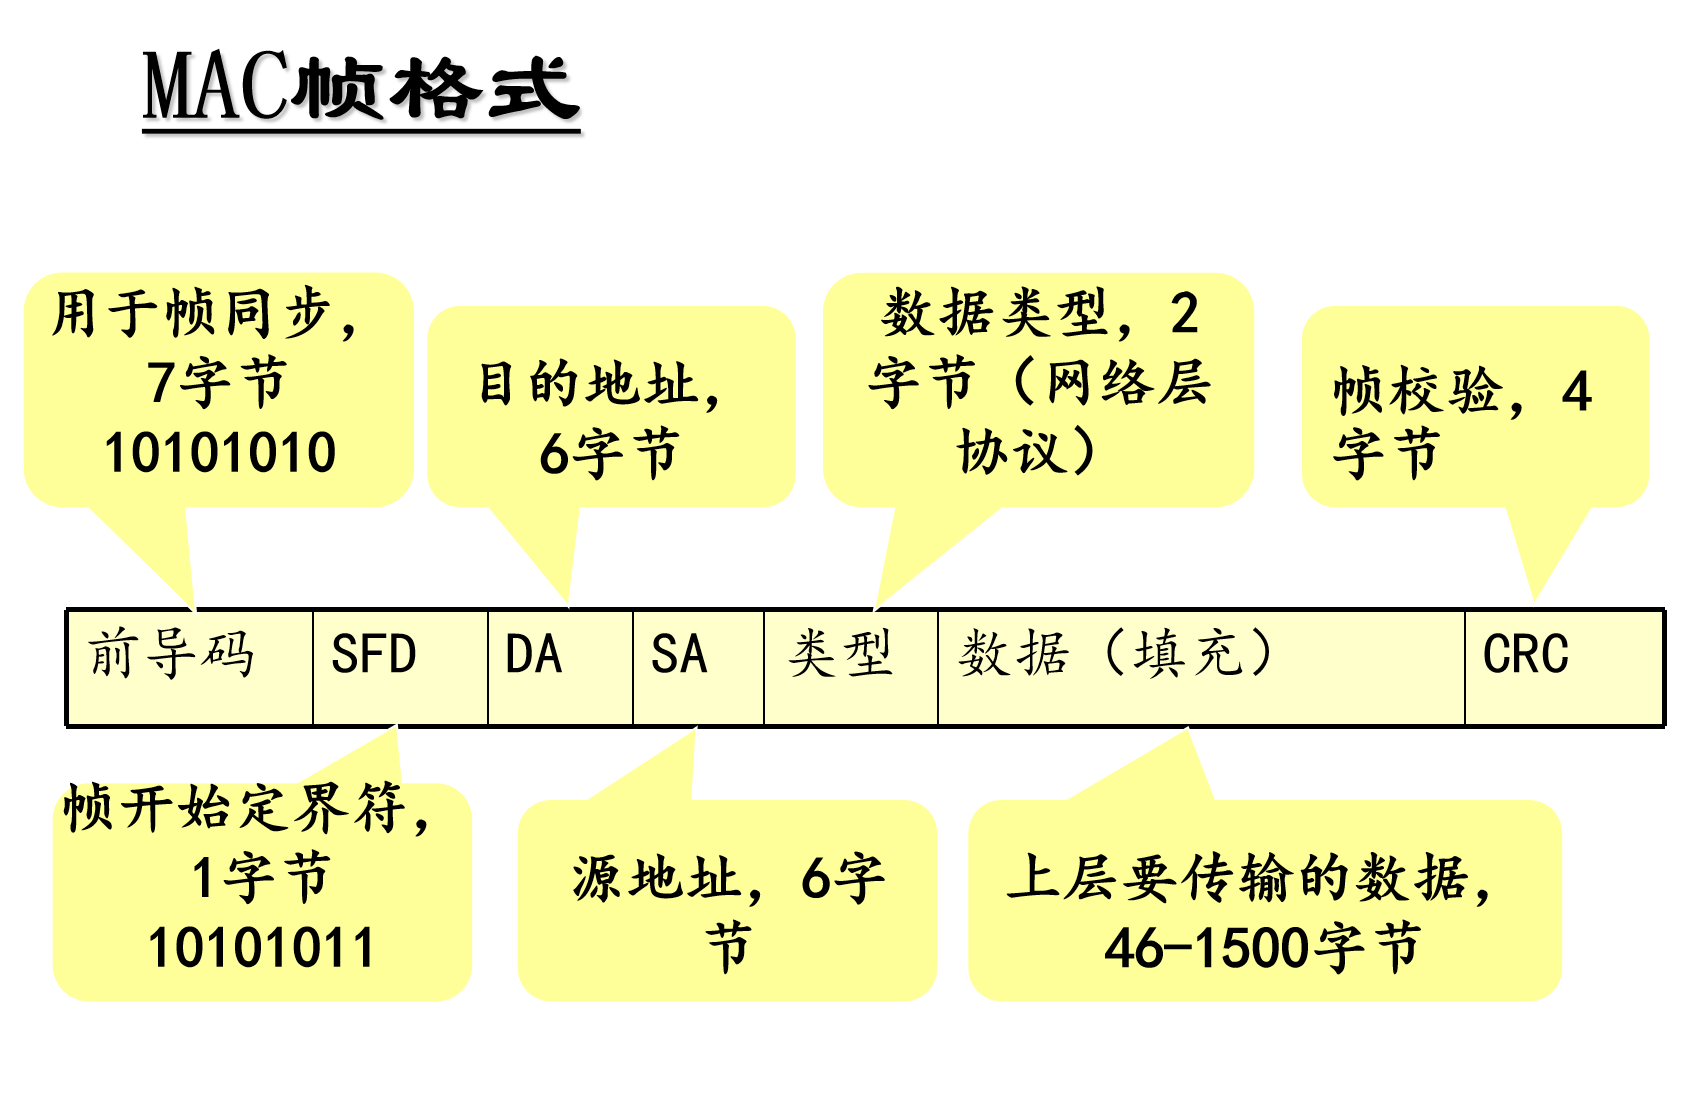 MAC帧格式
用于帧同步，
7字节
10101010
目的地址，
6字节
数据类型，2
字节（网络层
协议）
帧校验，4
字节
前导码 SFD DA SA 类型 数据（填充） CRC
帧开始定界符，
1字节
10101011
源地址，6字
节
上层要传输的数据，
46-1500字节